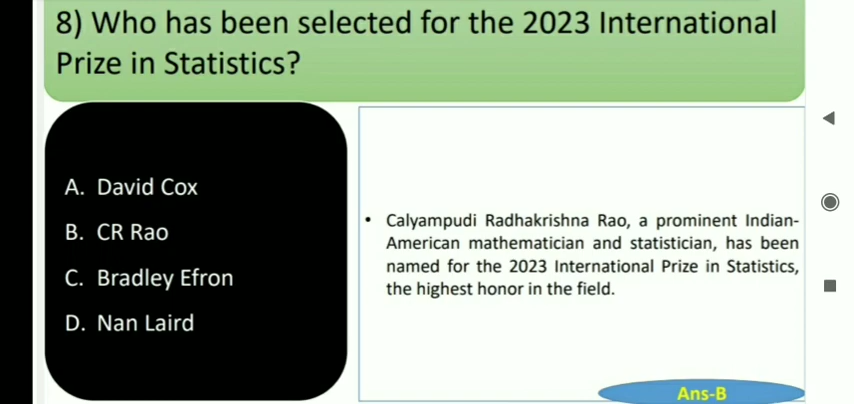 8) Who has been selected for the 2023 International
Prize in Statistics?
A. David Cox
B. CR Rao
C. Bradley Efron
D. Nan Laird
• Calyampudi Radhakrishna Rao, a prominent Indian-
American mathematician and statistician, has been
named for the 2023 International Prize in Statistics,
the highest honor in the field.
Ans-B